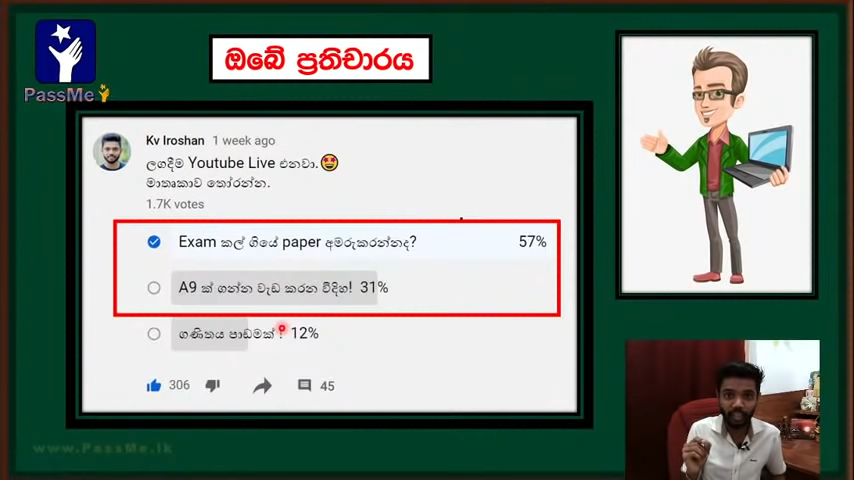 PassMe
ඔබේ ප්‍රතිචාරය
Kv Iroshan 1 week ago
ලගදීම Youtube Live එනවා.🤩
මාතෘකාව තෝරන්න.
1.7K votes
Exam කල් ගියේ paper අමරුකරන්නද? 57%
A9 ක් ගන්න වැඩ කරන විදිහ! 31%
ගණිතය පාඩමක් ! 12%
306 45
www.PassMe.lk